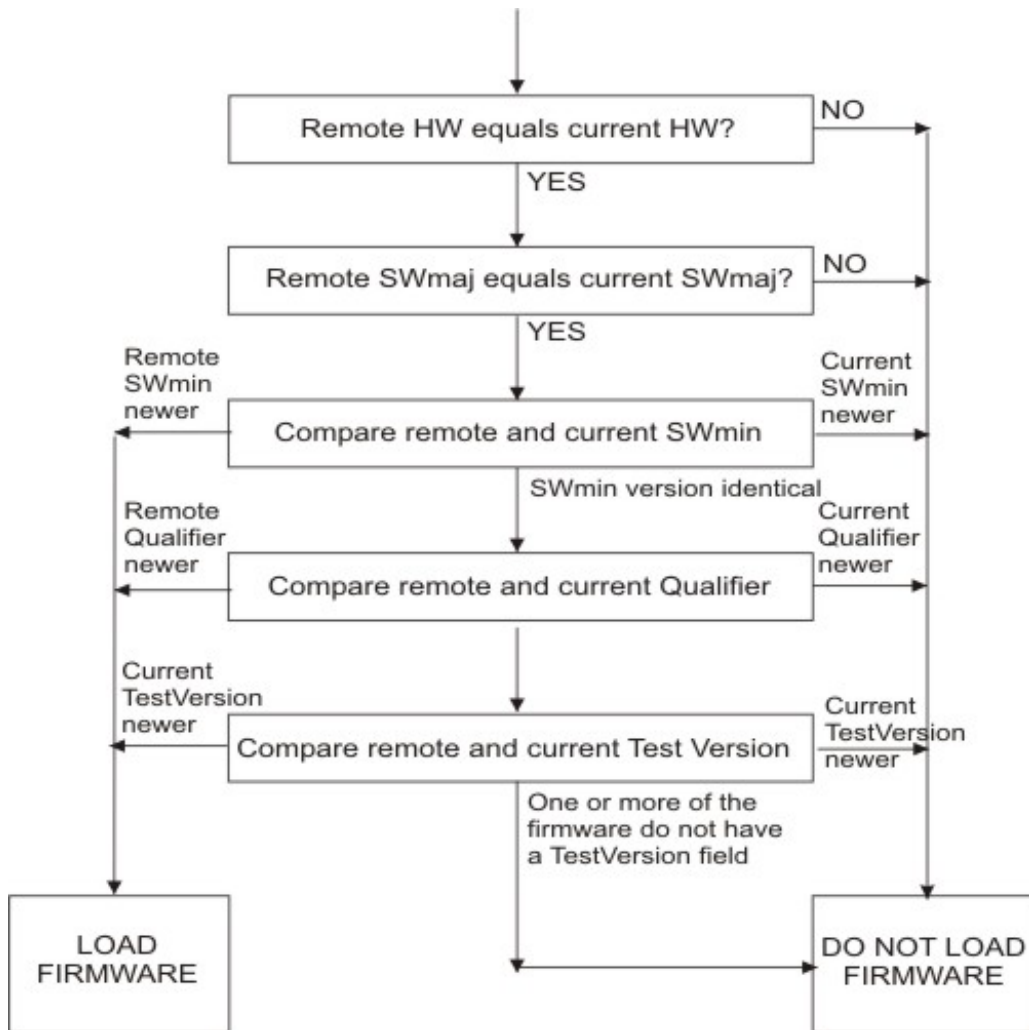 Remote HW equals current HW?
NO
YES
Remote SWmaj equals current SWmaj?
NO
YES
Remote
SWmin
newer
Current
SWmin
newer
Compare remote and current SWmin
SWmin version identical
Remote
Qualifier
newer
Current
Qualifier
newer
Compare remote and current Qualifier
Current
TestVersion
newer
Current
TestVersion
newer
Compare remote and current Test Version
One or more of the
firmware do not have
a TestVersion field
LOAD
FIRMWARE
DO NOT LOAD
FIRMWARE